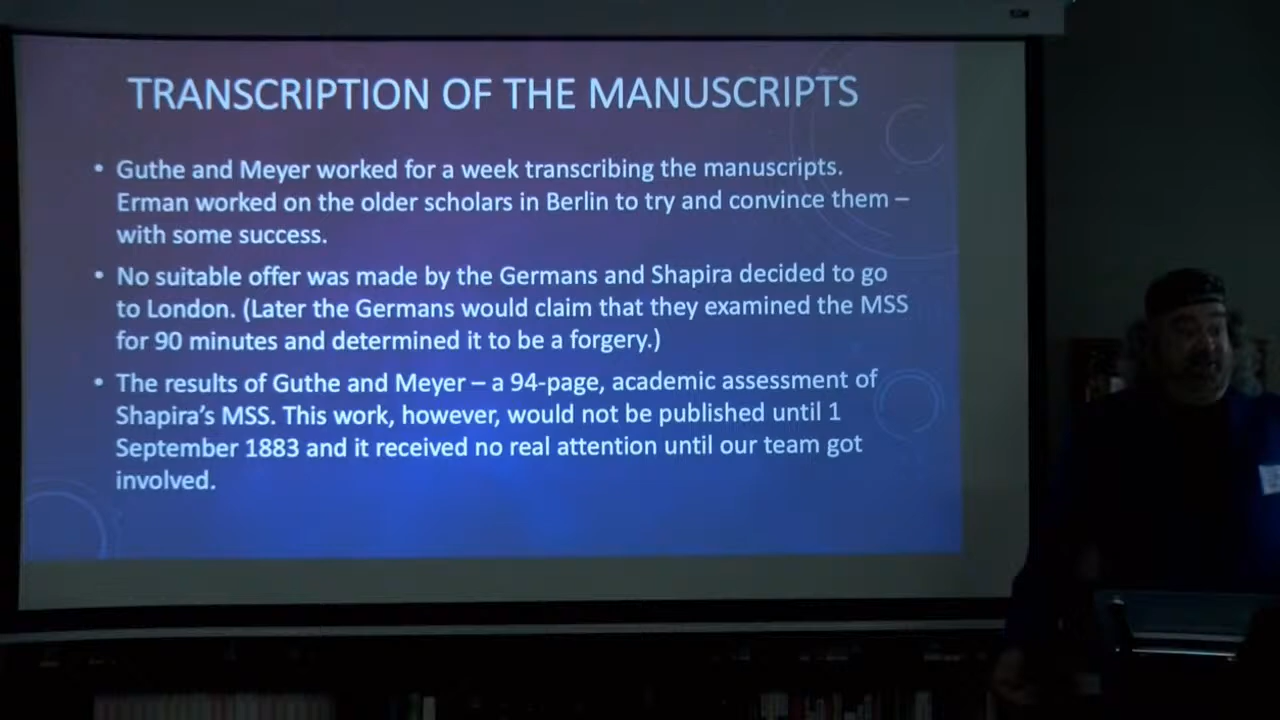 TRANSCRIPTION OF THE MANUSCRIPTS
• Guthe and Meyer worked for a week transcribing the manuscripts.
Erman worked on the older scholars in Berlin to try and convince them –
with some success.
• No suitable offer was made by the Germans and Shapira decided to go
to London. (Later the Germans would claim that they examined the MSS
for 90 minutes and determined it to be a forgery.)
• The results of Guthe and Meyer – a 94-page, academic assessment of
Shapira's MSS. This work, however, would not be published until 1
September 1883 and it received no real attention until our team got
involved.